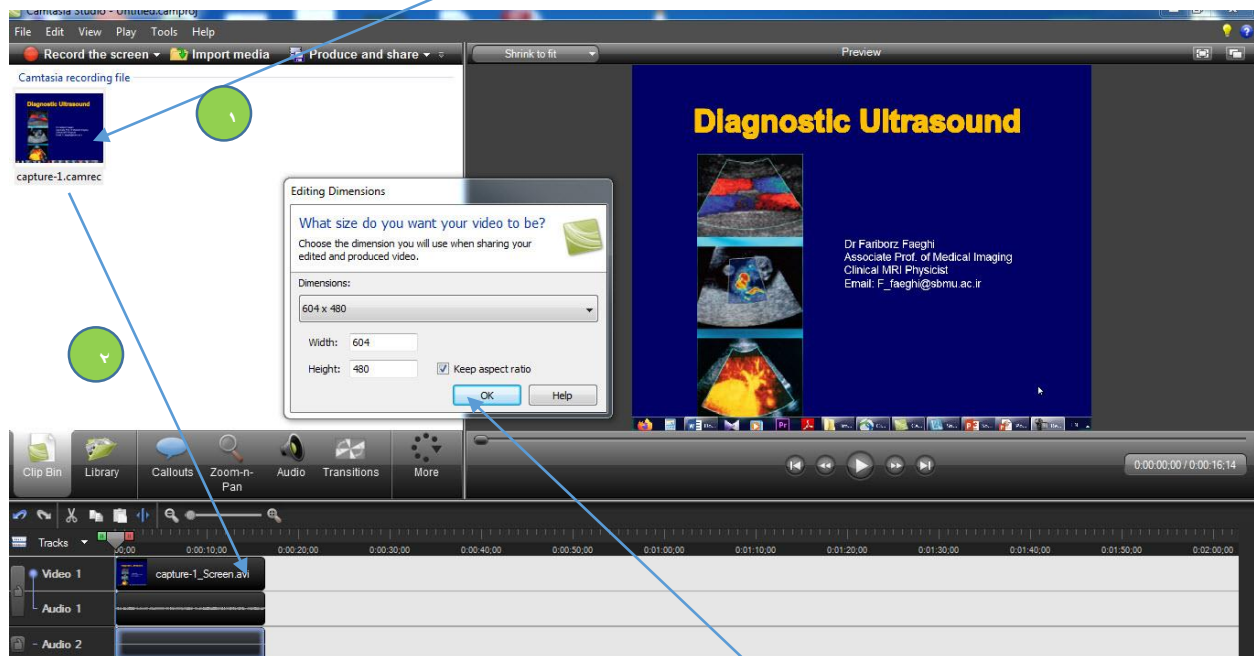 Camtasia Studio - Untitled.camproj
File Edit View Play Tools Help
Record the screen Import media Produce and share
Shrink to fit
Preview
Camtasia recording file
Diagnostic Ultrasound
capture-1.camrec
۱
۲
Editing Dimensions
What size do you want your video to be?
Choose the dimension you will use when sharing your
edited and produced video.
Dimensions:
604 x 480
Width: 604
Height: 480
Keep aspect ratio
OK Help
Diagnostic Ultrasound
Dr Fariborz Faeghi
Associate Prof. of Medical Imaging
Clinical MRI Physicist
Email: F_faeghi@sbmu.ac.ir
Clip Bin Library Callouts Zoom-n-
Pan Audio Transitions More
0:00:00;00 / 0:00:16;14
Tracks
0:00:10;00 0:00:20;00 0:00:30;00 0:00:40;00 0:00:50;00 0:01:00;00 0:01:10;00 0:01:20;00 0:01:30;00 0:01:40;00 0:01:50;00 0:02:00;00
Video 1 capture-1_Screen.avi
Audio 1
Audio 2